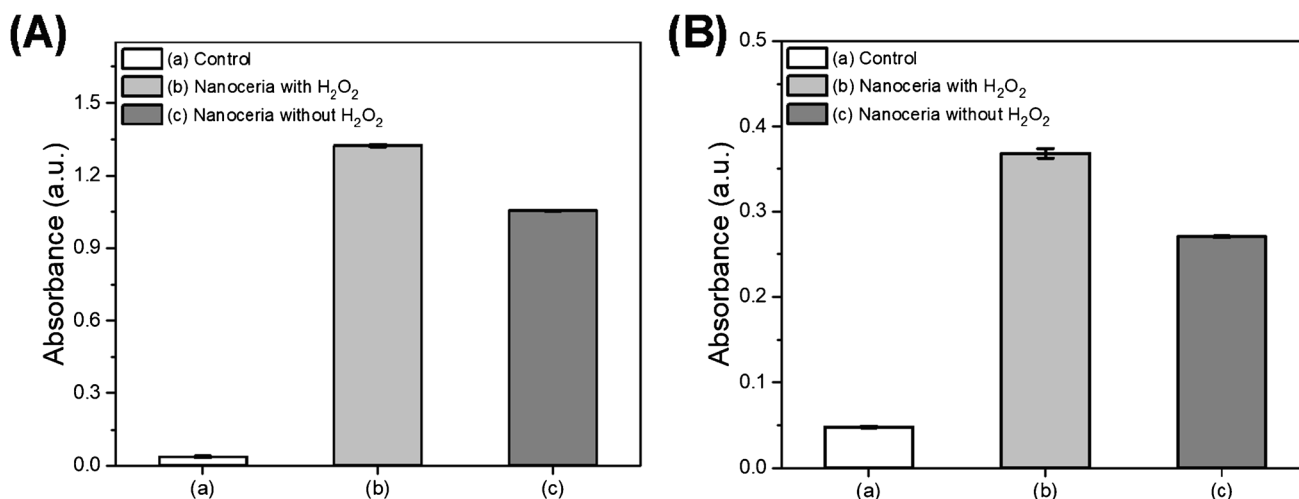 (A)
(a) Control
(b) Nanoceria with H₂O₂
(c) Nanoceria without H₂O₂
Absorbance (a.u.)
1.5
1.2
0.9
0.6
0.3
0.0
(a) (b) (c)
(B)
(a) Control
(b) Nanoceria with H₂O₂
(c) Nanoceria without H₂O₂
Absorbance (a.u.)
0.5
0.4
0.3
0.2
0.1
0.0
(a) (b) (c)